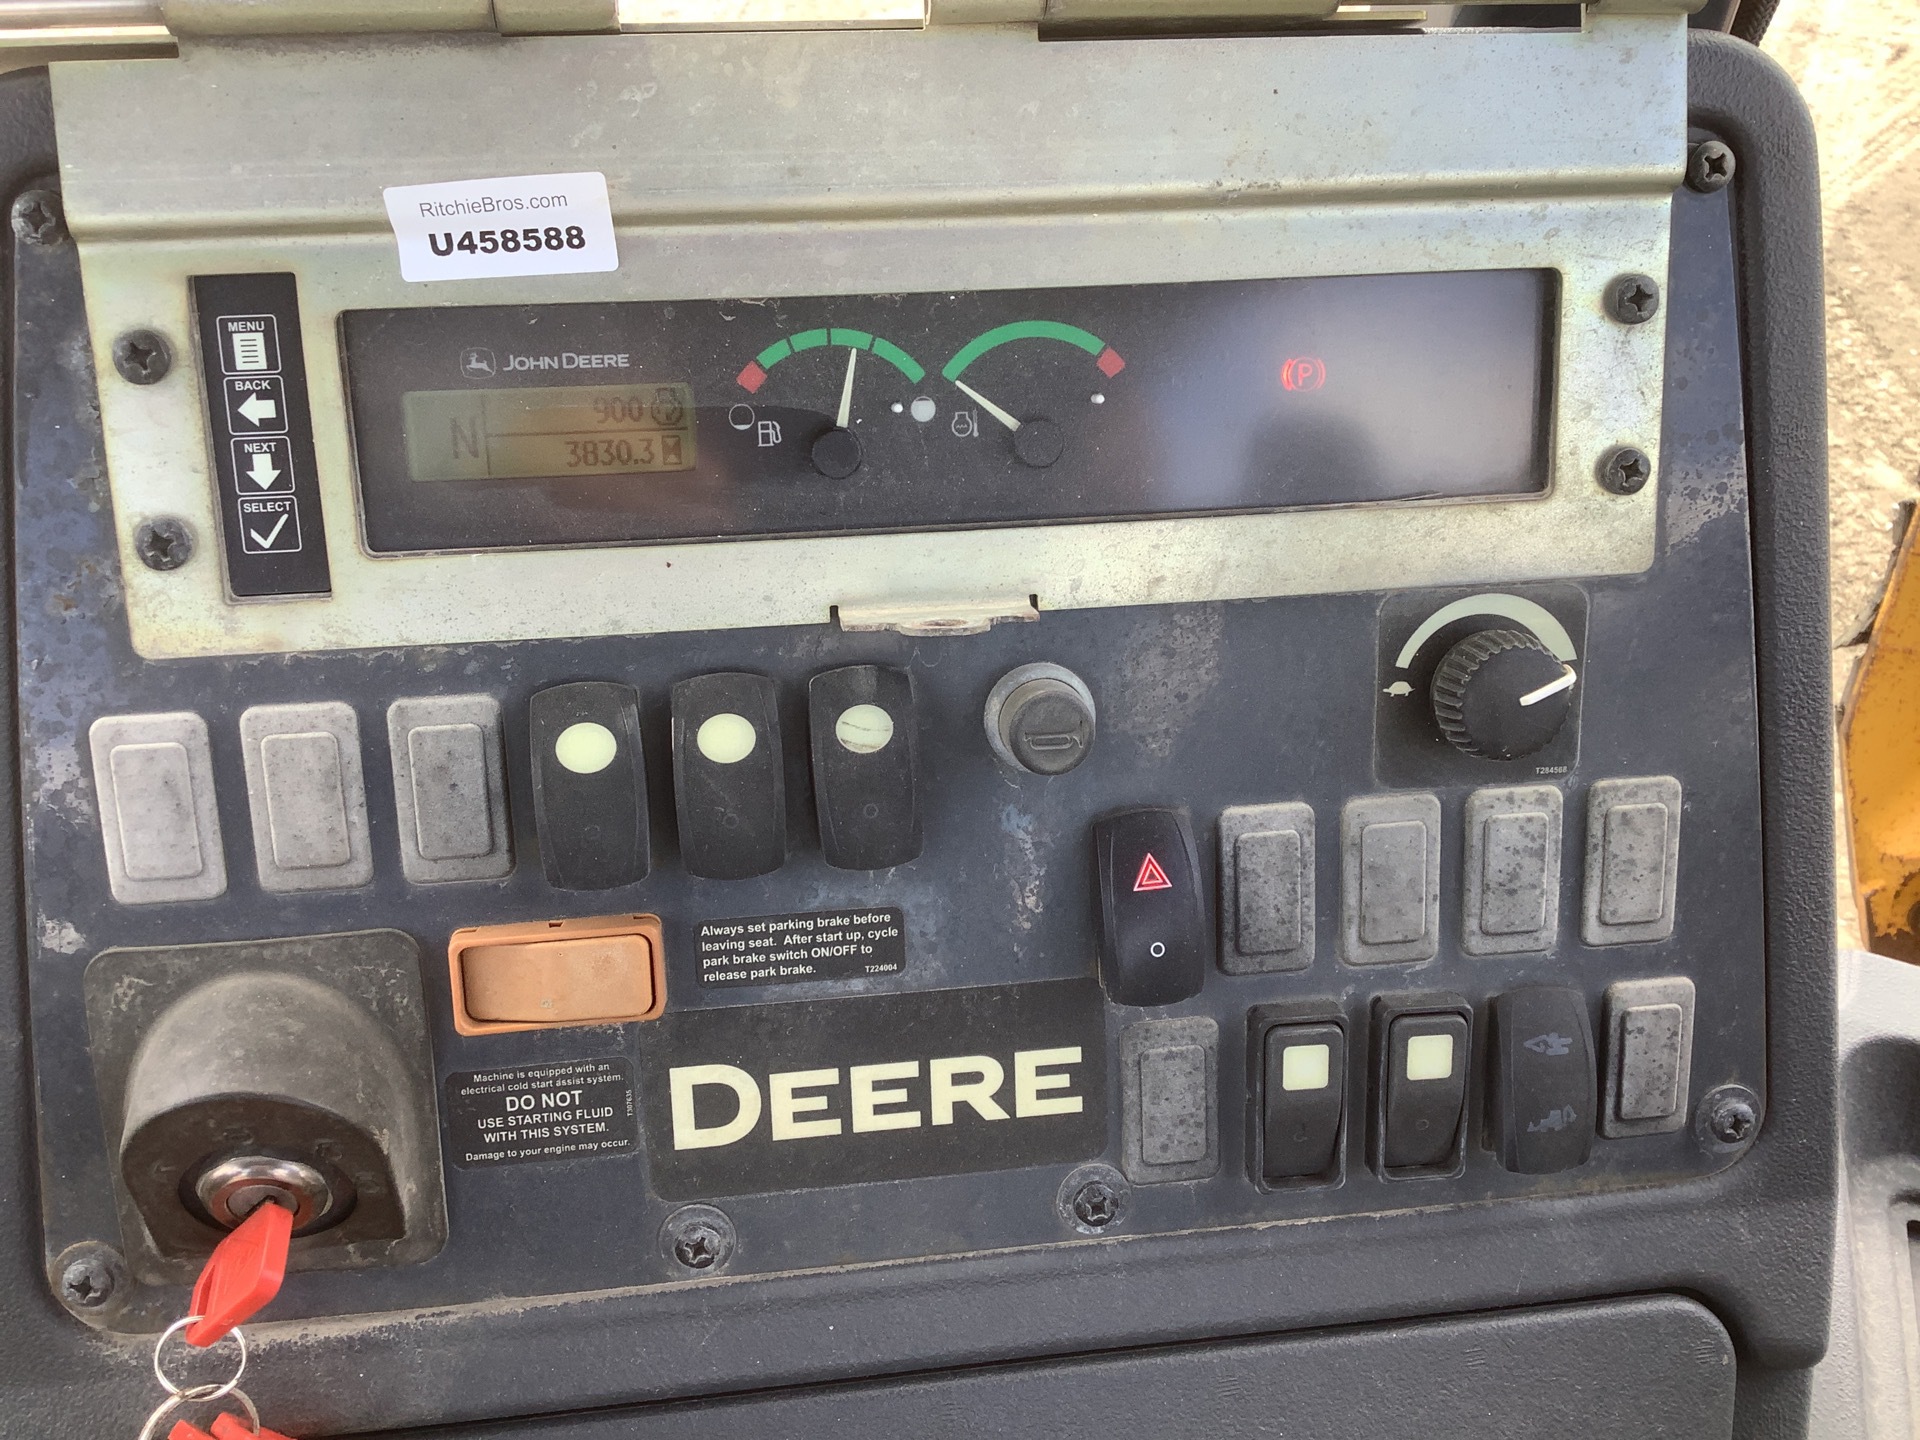 RitchieBros.com
U458588
MENU
BACK
NEXT
SELECT
JOHN DEERE
N
900
3830.3
P
T284568
Always set parking brake before
leaving seat. After start up, cycle
park brake switch ON/OFF to
release park brake.
T224004
Machine is equipped with an
electrical cold start assist system.
DO NOT
USE STARTING FLUID
WITH THIS SYSTEM.
Damage to your engine may occur.
T307635
DEERE